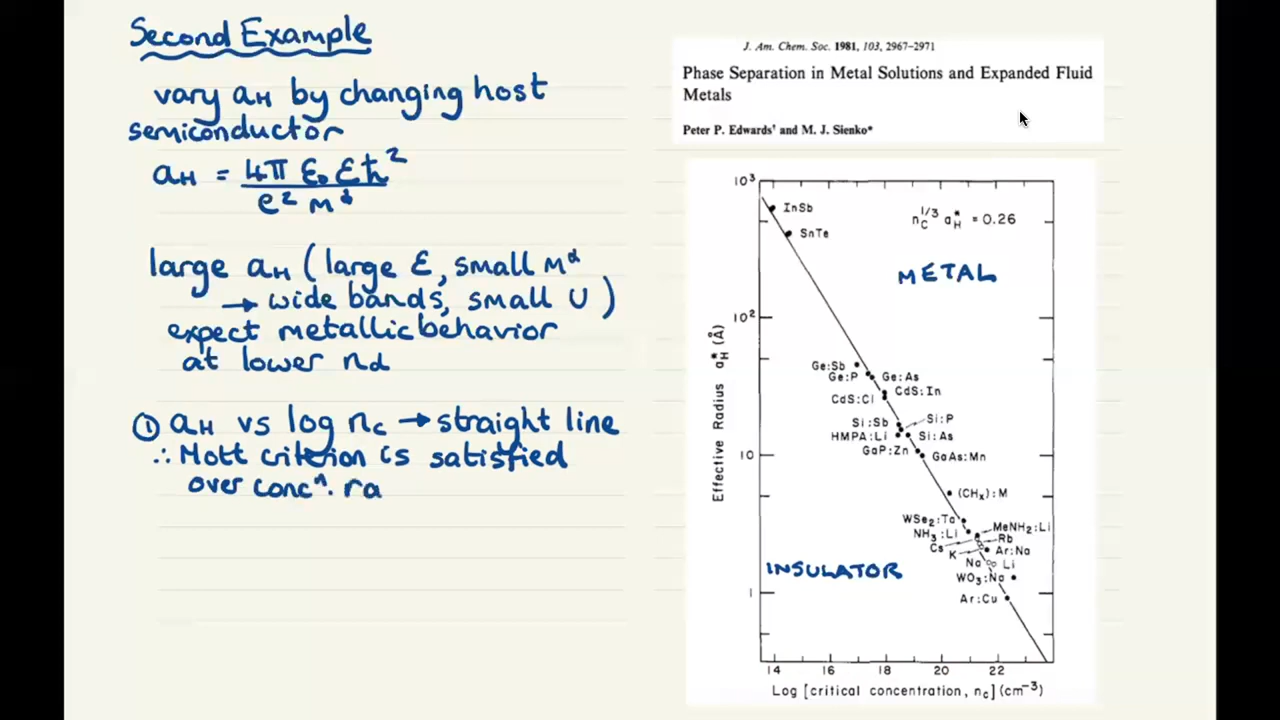 Second Example
vary aH by changing host
semiconductor
aH = 4π ε₀ ε ħ² / e² m*
large aH (large ε, small m*
→ wide bands, small U)
expect metallic behavior
at lower nd
① aH vs log nc → straight line
∴ Mott criterion is satisfied
over concⁿ. ra
J. Am. Chem. Soc. 1981, 103, 2967–2971
Phase Separation in Metal Solutions and Expanded Fluid
Metals
Peter P. Edwards† and M. J. Sienko*
10³
InSb
nC^1/3 aH* = 0.26
SnTe
METAL
10²
Effective Radius aH* (Å)
Ge:Sb
Ge:P
Ge:As
CdS:In
CdS:Cl
Si:P
Si:Sb
HMPA:Li
Si:As
GaP:Zn
GaAs:Mn
10
(CHx):M
WSe₂:Ta
MeNH₂:Li
NH₃:Li
Rb
Cs
K
Ar:Na
Na
Li
INSULATOR
WO₃:Na
1
Ar:Cu
14 16 18 20 22
Log [critical concentration, nc] (cm⁻³)